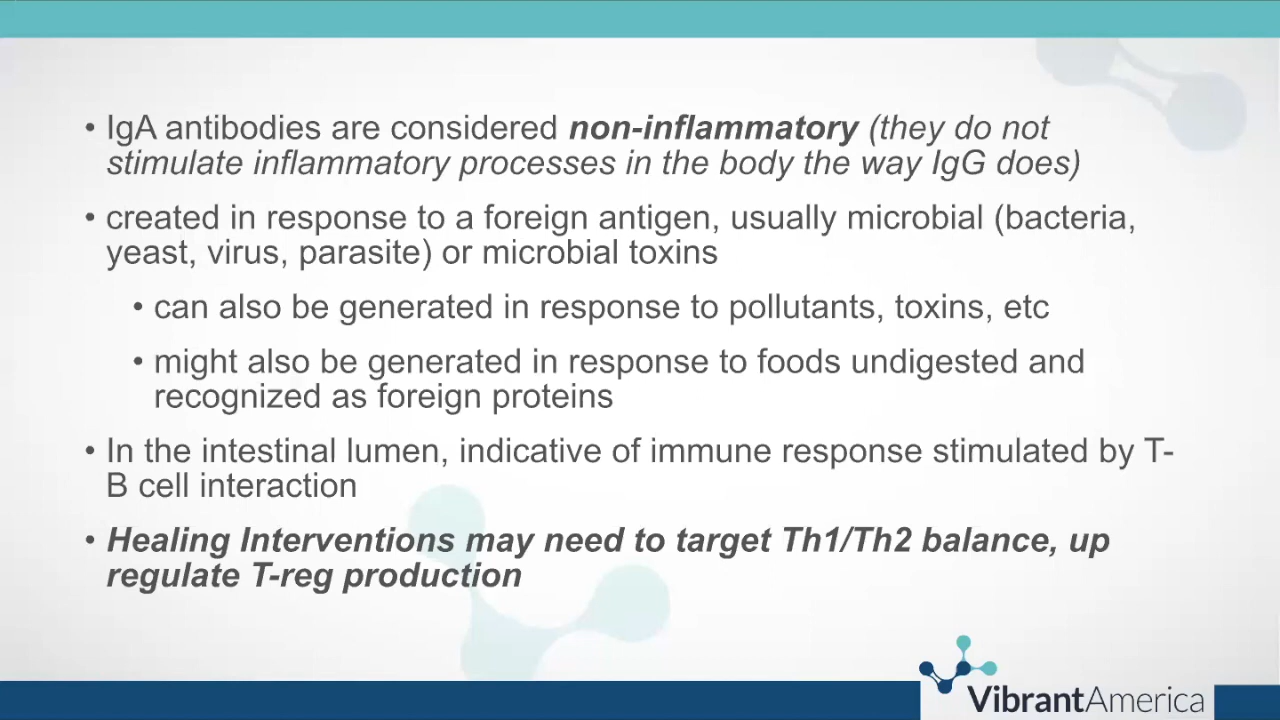 • IgA antibodies are considered non-inflammatory (they do not
stimulate inflammatory processes in the body the way IgG does)
• created in response to a foreign antigen, usually microbial (bacteria,
yeast, virus, parasite) or microbial toxins
• can also be generated in response to pollutants, toxins, etc
• might also be generated in response to foods undigested and
recognized as foreign proteins
• In the intestinal lumen, indicative of immune response stimulated by T-
B cell interaction
• Healing Interventions may need to target Th1/Th2 balance, up
regulate T-reg production
VibrantAmerica